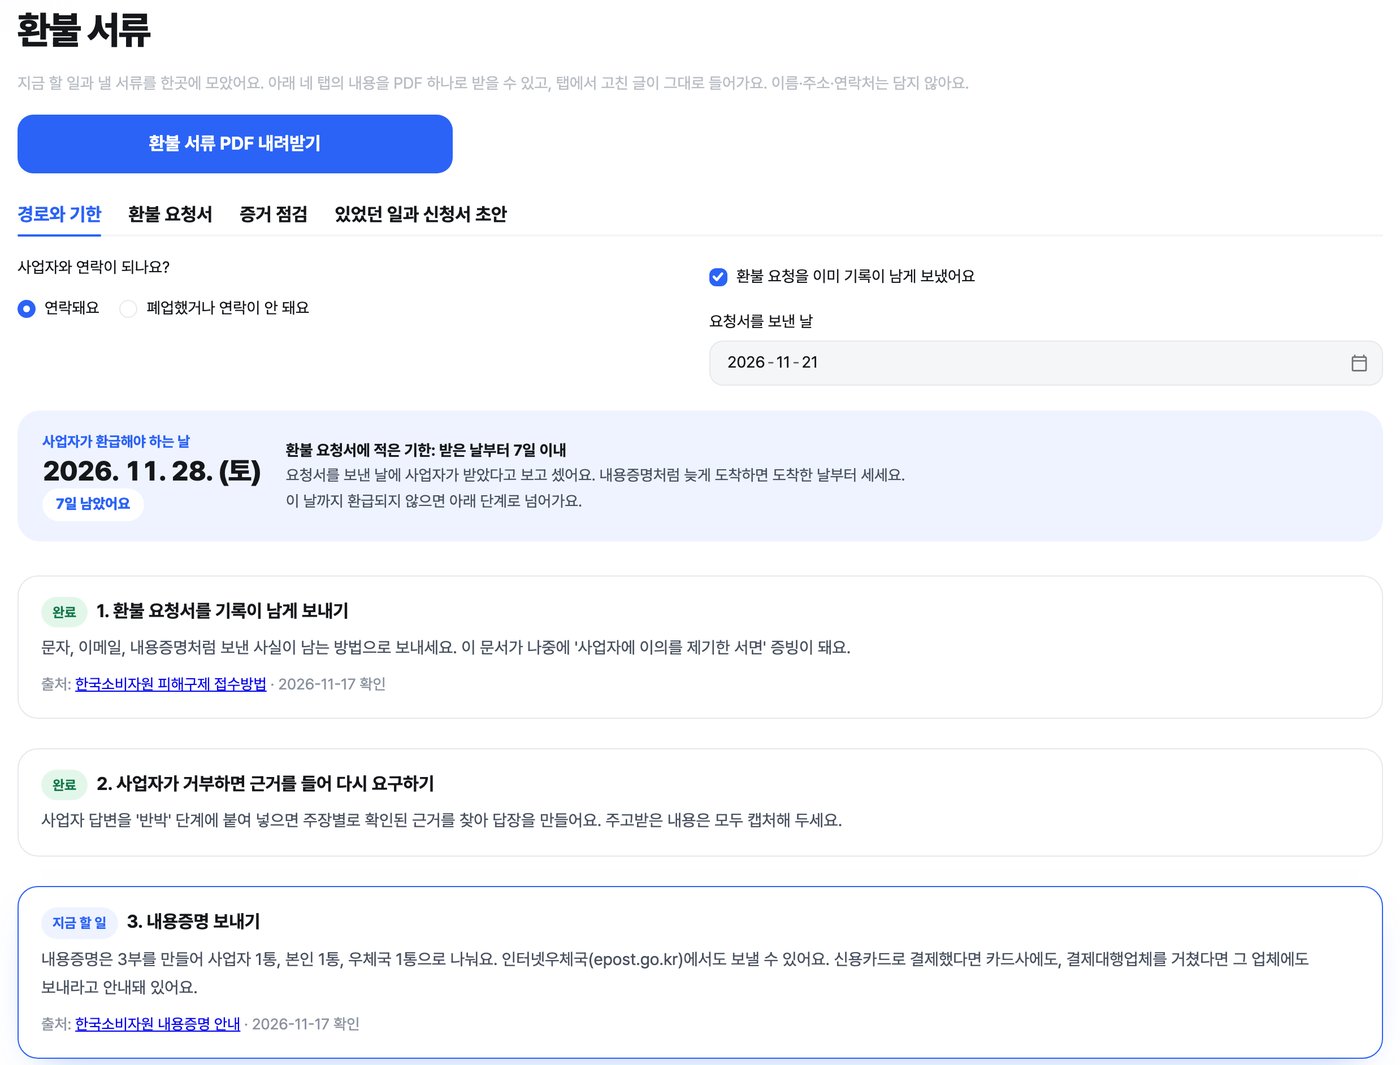 환불 서류
지금 할 일과 낼 서류를 한곳에 모았어요. 아래 네 탭의 내용을 PDF 하나로 받을 수 있고, 탭에서 고친 글이 그대로 들어가요. 이름·주소·연락처는 담지 않아요.
환불 서류 PDF 내려받기
경로와 기한 환불 요청서 증거 점검 있었던 일과 신청서 초안
사업자와 연락이 되나요?
연락돼요 폐업했거나 연락이 안 돼요
환불 요청을 이미 기록이 남게 보냈어요
요청서를 보낸 날
2026-11-21
사업자가 환급해야 하는 날
2026. 11. 28. (토)
7일 남았어요
환불 요청서에 적은 기한: 받은 날부터 7일 이내
요청서를 보낸 날에 사업자가 받았다고 보고 셌어요. 내용증명처럼 늦게 도착하면 도착한 날부터 세세요.
이 날까지 환급되지 않으면 아래 단계로 넘어가요.
완료 1. 환불 요청서를 기록이 남게 보내기
문자, 이메일, 내용증명처럼 보낸 사실이 남는 방법으로 보내세요. 이 문서가 나중에 '사업자에 이의를 제기한 서면' 증빙이 돼요.
출처: 한국소비자원 피해구제 접수방법 · 2026-11-17 확인
완료 2. 사업자가 거부하면 근거를 들어 다시 요구하기
사업자 답변을 '반박' 단계에 붙여 넣으면 주장별로 확인된 근거를 찾아 답장을 만들어요. 주고받은 내용은 모두 캡처해 두세요.
지금 할 일 3. 내용증명 보내기
내용증명은 3부를 만들어 사업자 1통, 본인 1통, 우체국 1통으로 나눠요. 인터넷우체국(epost.go.kr)에서도 보낼 수 있어요. 신용카드로 결제했다면 카드사에도, 결제대행업체를 거쳤다면 그 업체에도
보내라고 안내돼 있어요.
출처: 한국소비자원 내용증명 안내 · 2026-11-17 확인